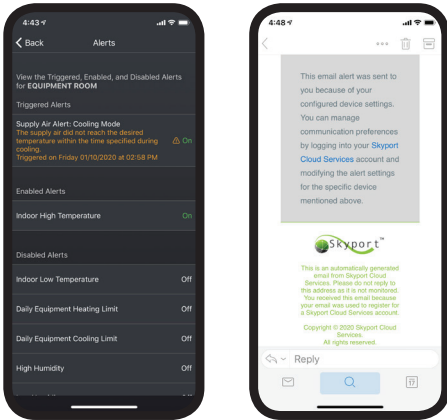 4:43
Back
Alerts
View the Triggered, Enabled, and Disabled Alerts
for EQUIPMENT ROOM
Triggered Alerts
Supply Air Alert: Cooling Mode
The supply air did not reach the desired
temperature within the time specified during
cooling.
Triggered on Friday 01/10/2020 at 02:58 PM
On
Enabled Alerts
Indoor High Temperature
On
Disabled Alerts
Indoor Low Temperature
Off
Daily Equipment Heating Limit
Off
Daily Equipment Cooling Limit
Off
High Humidity
Off
4:48
This email alert was sent to
you because of your
configured device settings.
You can manage
communication preferences
by logging into your Skyport
Cloud Services account and
modifying the alert settings
for the specific device
mentioned above.
Skyport™
This is an automatically generated
email from Skyport Cloud
Services. Please do not reply to
this address as it is not monitored.
You received this email because
your email was used to register for
a Skyport Cloud Services account.
Copyright © 2020 Skyport Cloud
Services.
All rights reserved.
Reply
17